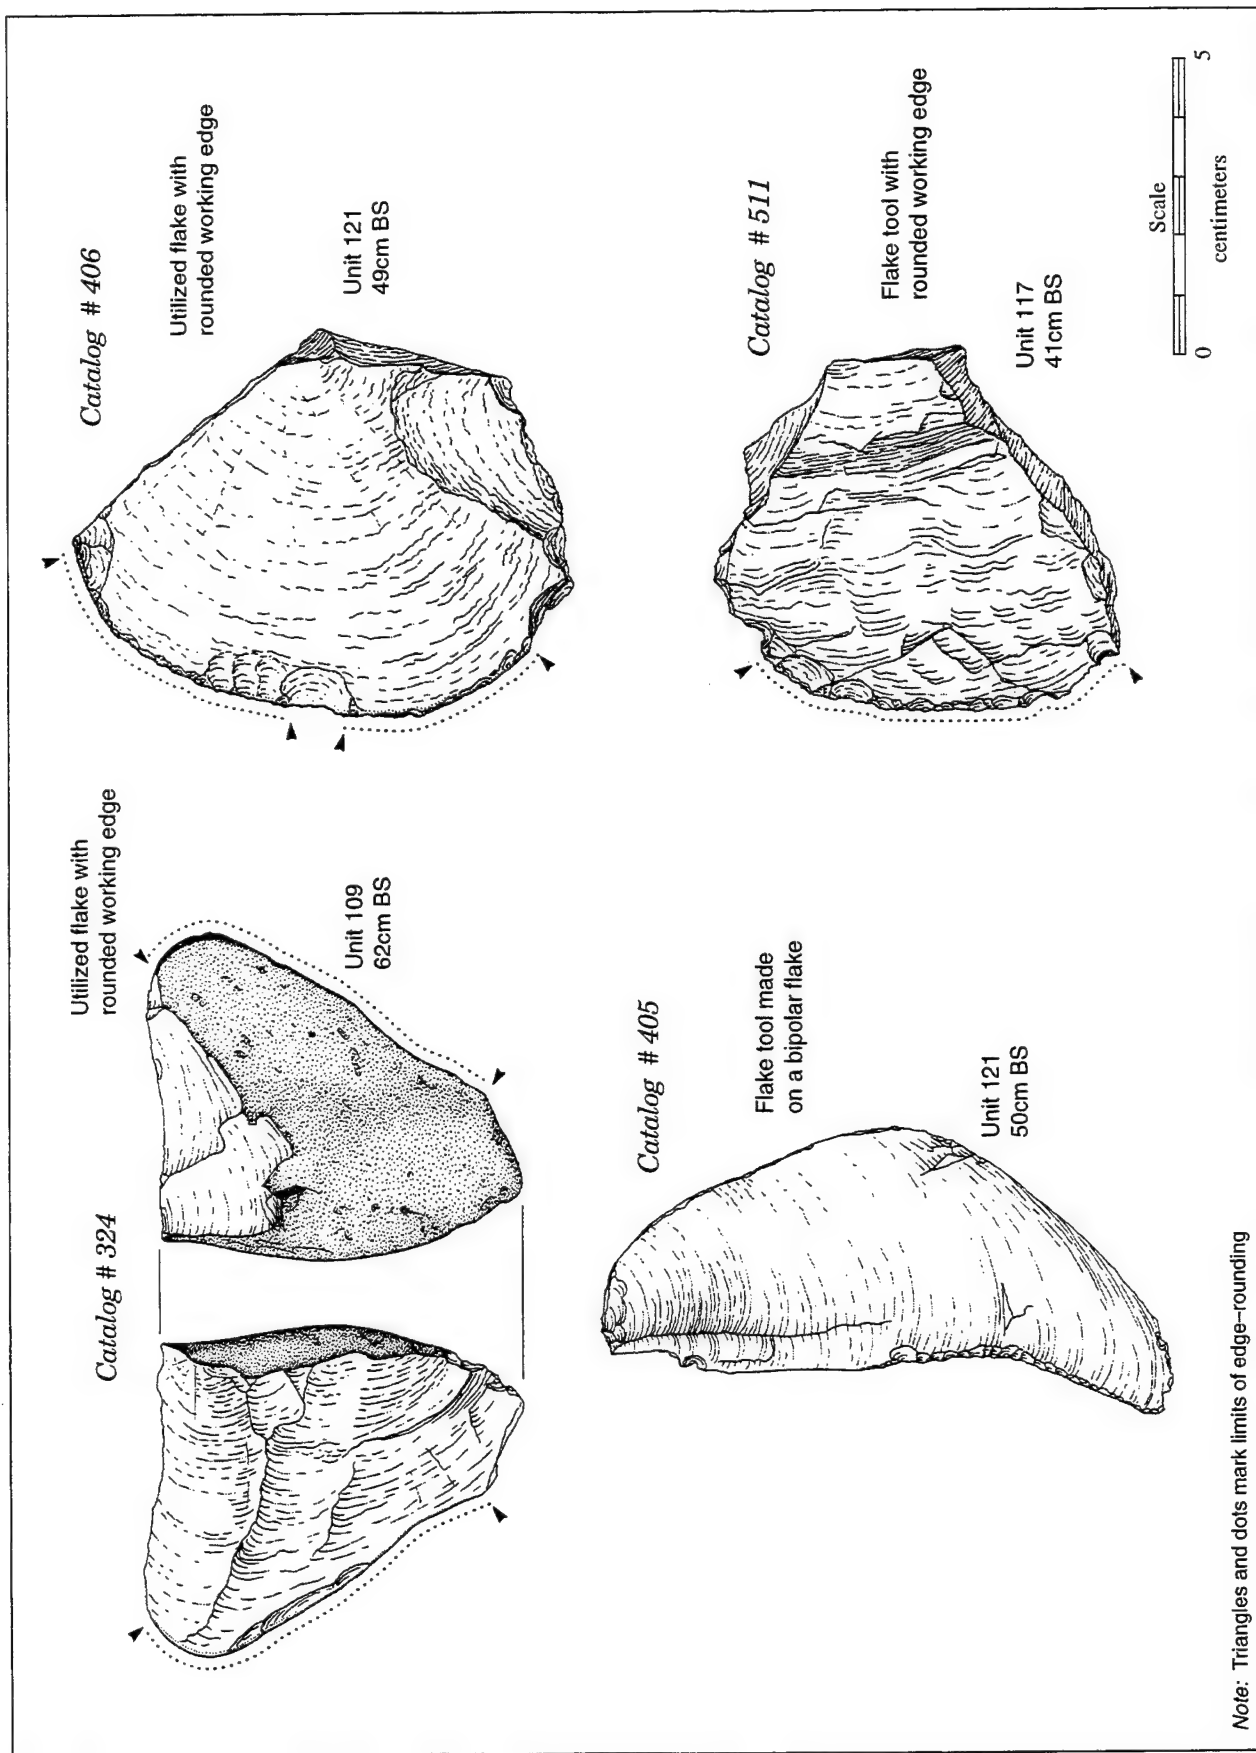 Catalog # 324
Utilized flake with
rounded working edge
Unit 109
62cm BS
Catalog # 406
Utilized flake with
rounded working edge
Unit 121
49cm BS
Catalog # 405
Flake tool made
on a bipolar flake
Unit 121
50cm BS
Catalog # 511
Flake tool with
rounded working edge
Unit 117
41cm BS
Scale
0 5
centimeters
Note: Triangles and dots mark limits of edge–rounding